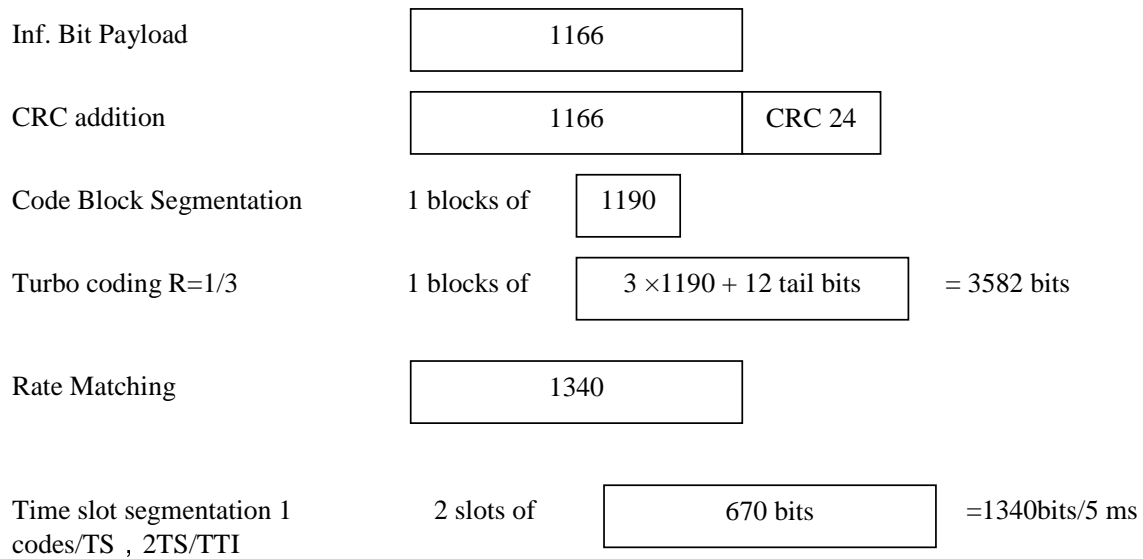 Inf. Bit Payload 1166
CRC addition 1166 CRC 24
Code Block Segmentation 1 blocks of 1190
Turbo coding R=1/3 1 blocks of 3 ×1190 + 12 tail bits = 3582 bits
Rate Matching 1340
Time slot segmentation 1 2 slots of 670 bits =1340bits/5 ms
codes/TS , 2TS/TTI